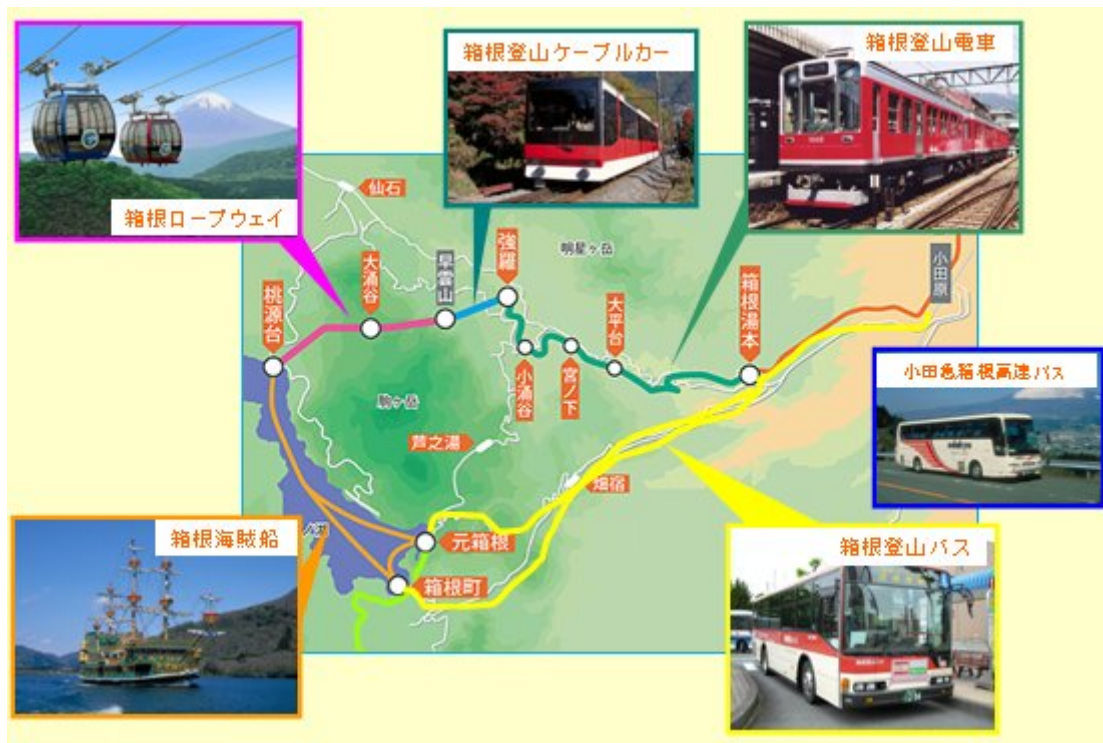 箱根登山ケーブルカー
箱根登山電車
箱根ロープウェイ
仙石
明星ヶ岳
小田原
強羅
早雲山
大涌谷
桃源台
大平台
箱根湯本
小涌谷
宮ノ下
駒ヶ岳
小田急箱根高速バス
芦之湯
畑宿
箱根海賊船
元箱根
箱根登山バス
箱根町